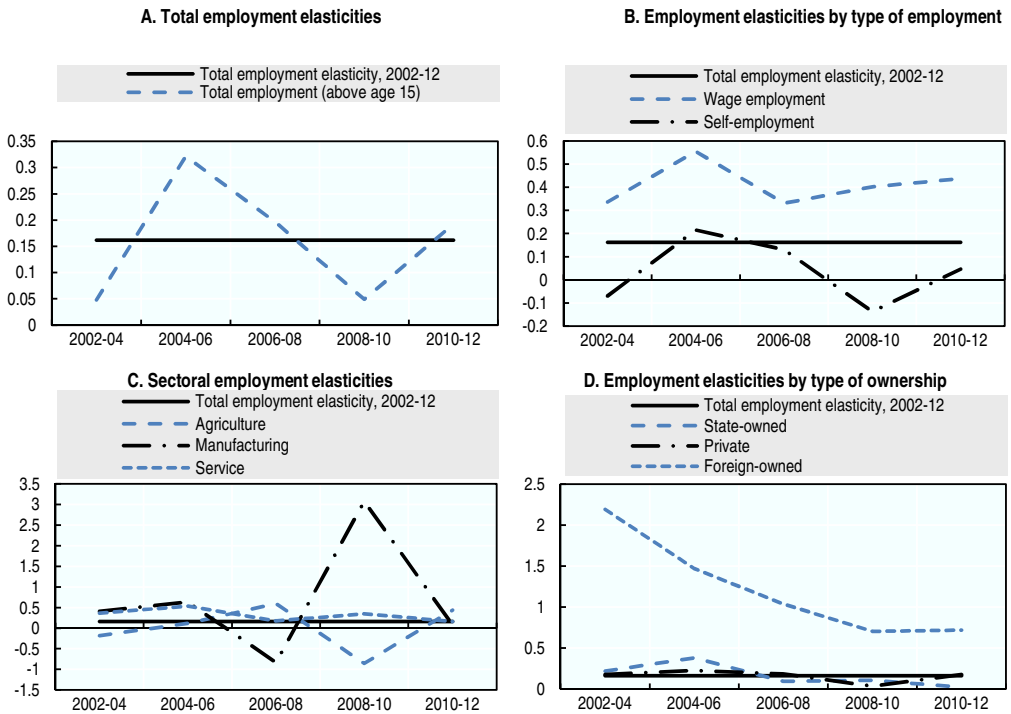 A. Total employment elasticities
Total employment elasticity, 2002-12
Total employment (above age 15)
0.35
0.3
0.25
0.2
0.15
0.1
0.05
0
2002-04 2004-06 2006-08 2008-10 2010-12
B. Employment elasticities by type of employment
Total employment elasticity, 2002-12
Wage employment
Self-employment
0.6
0.5
0.4
0.3
0.2
0.1
0
-0.1
-0.2
2002-04 2004-06 2006-08 2008-10 2010-12
C. Sectoral employment elasticities
Total employment elasticity, 2002-12
Agriculture
Manufacturing
Service
3.5
3
2.5
2
1.5
1
0.5
0
-0.5
-1
-1.5
2002-04 2004-06 2006-08 2008-10 2010-12
D. Employment elasticities by type of ownership
Total employment elasticity, 2002-12
State-owned
Private
Foreign-owned
2.5
2
1.5
1
0.5
0
2002-04 2004-06 2006-08 2008-10 2010-12